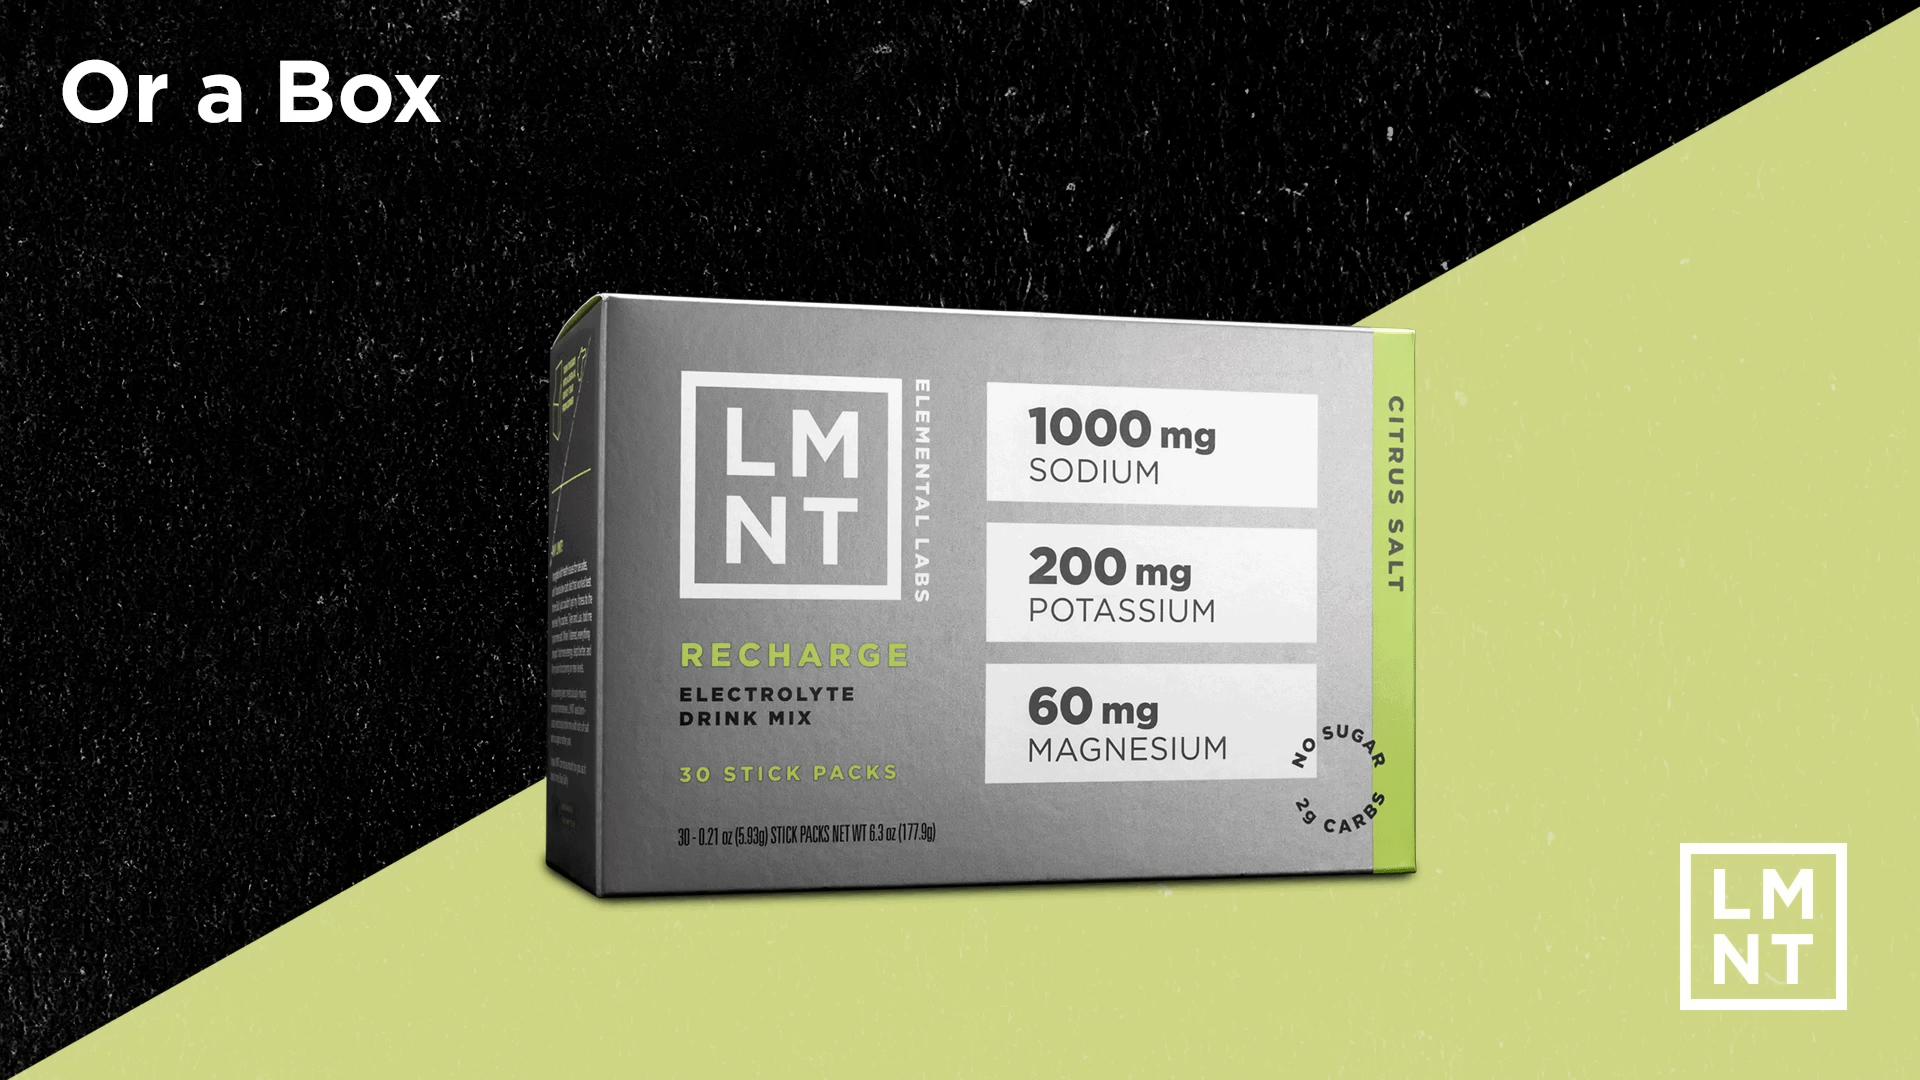 Or a Box
LM
NT
ELEMENTAL LABS
RECHARGE
ELECTROLYTE
DRINK MIX
30 STICK PACKS
30 - 0.21 oz (5.93g) STICK PACKS NET WT 6.3 oz (177.9g)
1000 mg
SODIUM
200 mg
POTASSIUM
60 mg
MAGNESIUM
NO SUGAR
2g CARBS
CITRUS SALT
LM
NT